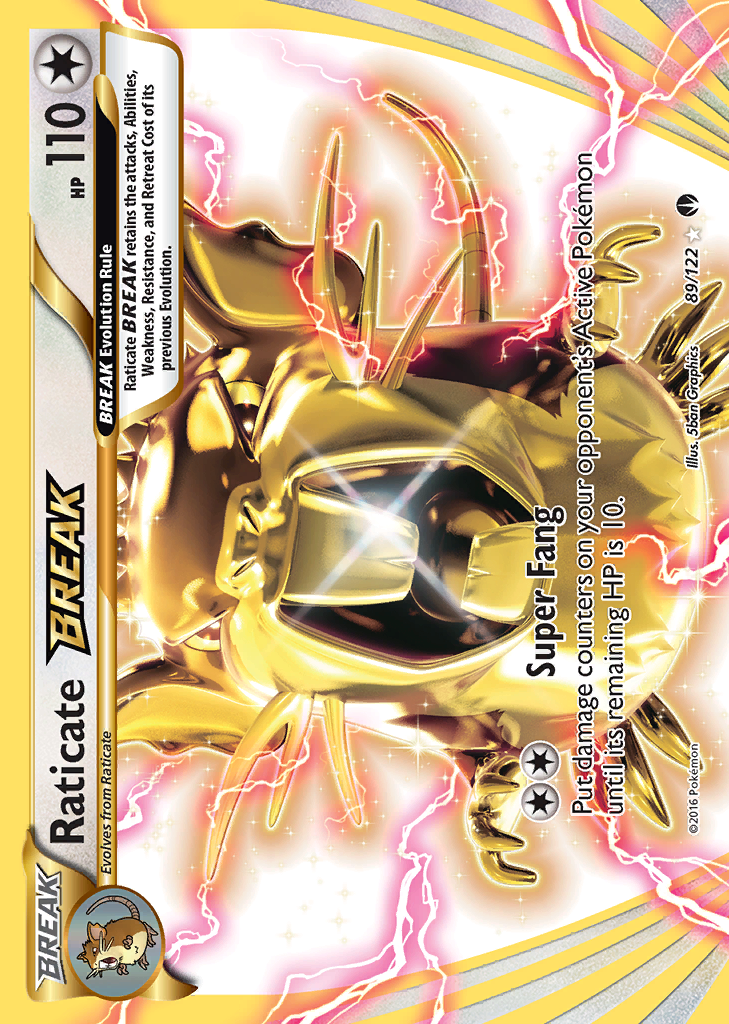 BREAK
Raticate BREAK
HP 110
Evolves from Raticate
BREAK Evolution Rule
Raticate BREAK retains the attacks, Abilities,
Weakness, Resistance, and Retreat Cost of its
previous Evolution.
Super Fang
Put damage counters on your opponent's Active Pokémon
until its remaining HP is 10.
©2016 Pokémon
Illus. 5ban Graphics
89/122